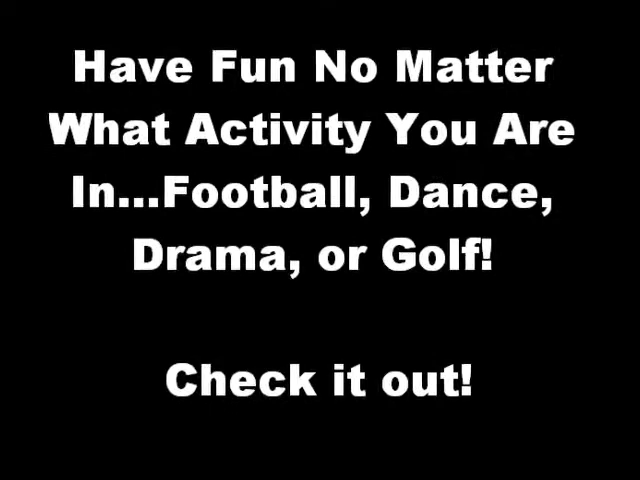 Have Fun No Matter
What Activity You Are
In...Football, Dance,
Drama, or Golf!
Check it out!